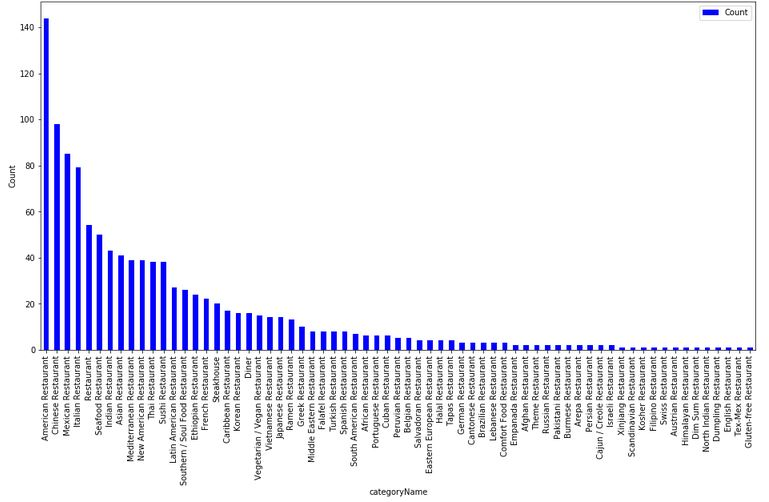 Count
140
120
100
80
60
40
20
0
Count
American Restaurant
Chinese Restaurant
Mexican Restaurant
Italian Restaurant
Restaurant
Seafood Restaurant
Indian Restaurant
Asian Restaurant
Mediterranean Restaurant
New American Restaurant
Thai Restaurant
Sushi Restaurant
Latin American Restaurant
Southern / Soul Food Restaurant
Ethiopian Restaurant
French Restaurant
Steakhouse
Caribbean Restaurant
Korean Restaurant
Diner
Vegetarian / Vegan Restaurant
Vietnamese Restaurant
Japanese Restaurant
Ramen Restaurant
Greek Restaurant
Middle Eastern Restaurant
Falafel Restaurant
Turkish Restaurant
Spanish Restaurant
South American Restaurant
African Restaurant
Portuguese Restaurant
Cuban Restaurant
Peruvian Restaurant
Belgian Restaurant
Salvadoran Restaurant
Eastern European Restaurant
Halal Restaurant
Tapas Restaurant
German Restaurant
Cantonese Restaurant
Brazilian Restaurant
Lebanese Restaurant
Comfort Food Restaurant
Empanada Restaurant
Afghan Restaurant
Theme Restaurant
Russian Restaurant
Pakistani Restaurant
Burmese Restaurant
Arepa Restaurant
Persian Restaurant
Cajun / Creole Restaurant
Israeli Restaurant
Xinjiang Restaurant
Scandinavian Restaurant
Kosher Restaurant
Filipino Restaurant
Swiss Restaurant
Austrian Restaurant
Himalayan Restaurant
Dim Sum Restaurant
North Indian Restaurant
Dumpling Restaurant
English Restaurant
Tex-Mex Restaurant
Gluten-free Restaurant
categoryName